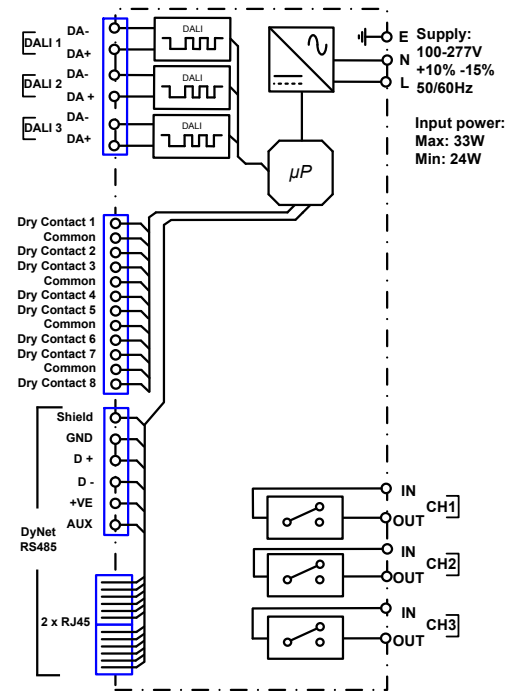 DALI 1
DA-
DA+
DALI 2
DA-
DA +
DALI 3
DA-
DA+
DALI
DALI
DALI
E
N
L
Supply:
100-277V
+10% -15%
50/60Hz
Input power:
Max: 33W
Min: 24W
μP
Dry Contact 1
Common
Dry Contact 2
Dry Contact 3
Common
Dry Contact 4
Dry Contact 5
Common
Dry Contact 6
Dry Contact 7
Common
Dry Contact 8
Shield
GND
D +
D -
+VE
AUX
DyNet
RS485
2 x RJ45
IN
CH1
OUT
IN
CH2
OUT
IN
CH3
OUT